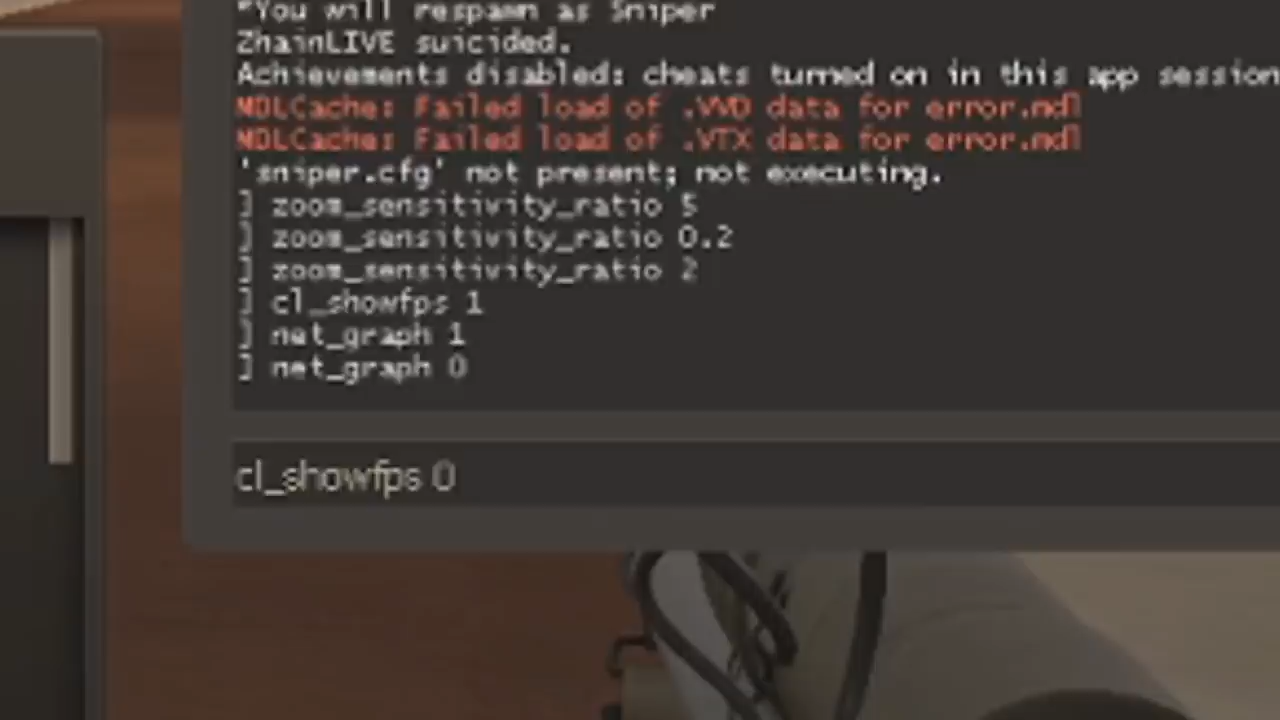 *You will respawn as Sniper
ZhainLIVE suicided.
Achievements disabled: cheats turned on in this app session
MDLCache: Failed load of .VVD data for error.mdl
MDLCache: Failed load of .VTX data for error.mdl
'sniper.cfg' not present; not executing.
] zoom_sensitivity_ratio 5
] zoom_sensitivity_ratio 0.2
] zoom_sensitivity_ratio 2
] cl_showfps 1
] net_graph 1
] net_graph 0
cl_showfps 0